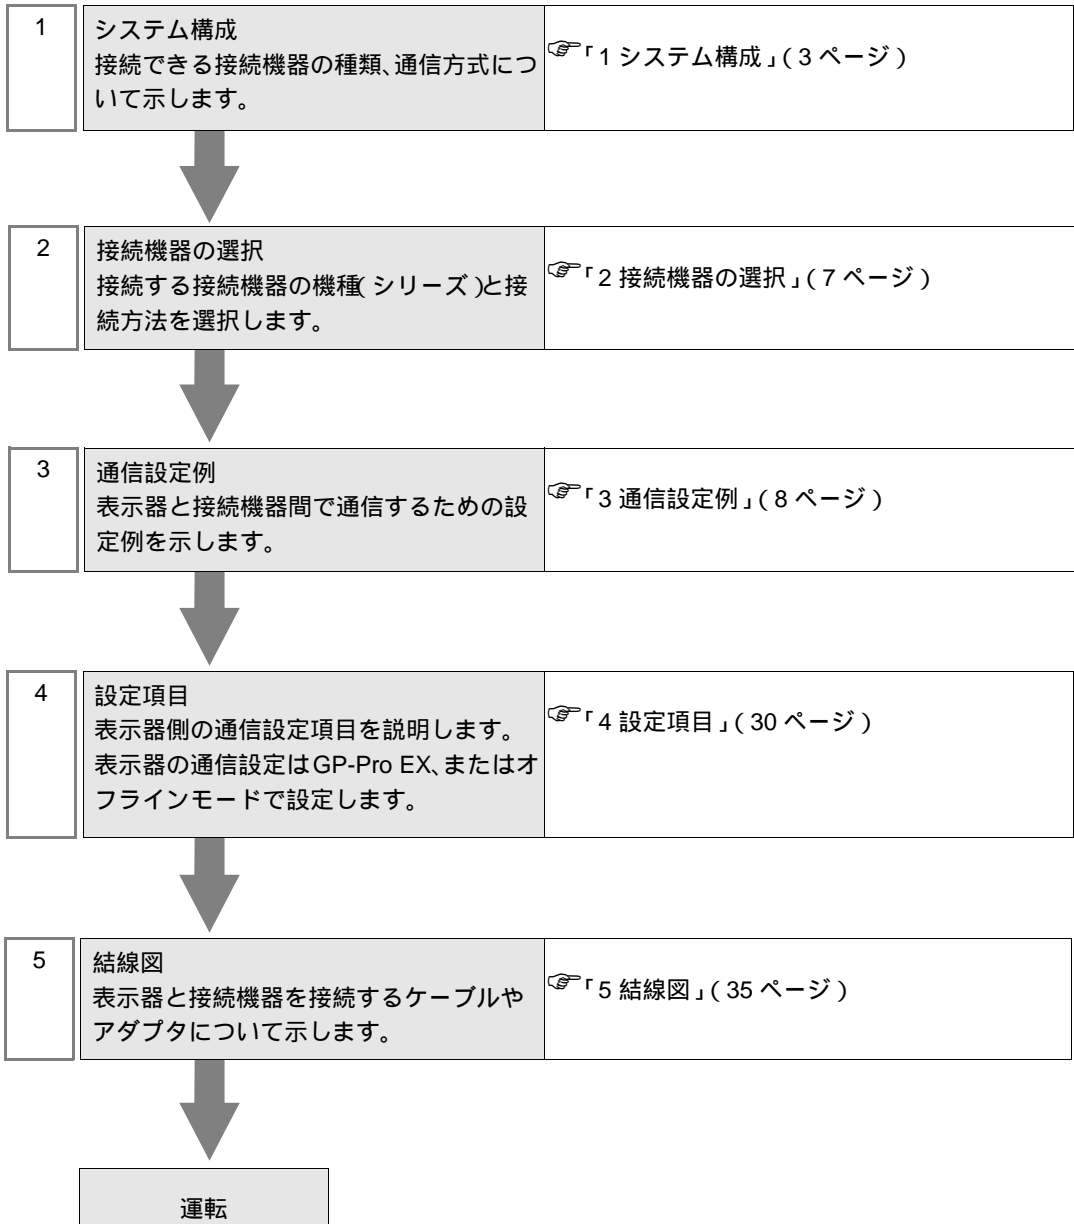 1
システム構成
接続できる接続機器の種類、通信方式につ
いて示します。
☞「1 システム構成」(3 ページ)
2
接続機器の選択
接続する接続機器の機種(シリーズ)と接
続方法を選択します。
☞「2 接続機器の選択」(7 ページ)
3
通信設定例
表示器と接続機器間で通信するための設
定例を示します。
☞「3 通信設定例」(8 ページ)
4
設定項目
表示器側の通信設定項目を説明します。
表示器の通信設定はGP-Pro EX、またはオ
フラインモードで設定します。
☞「4 設定項目」(30 ページ)
5
結線図
表示器と接続機器を接続するケーブルや
アダプタについて示します。
☞「5 結線図」(35 ページ)
運転